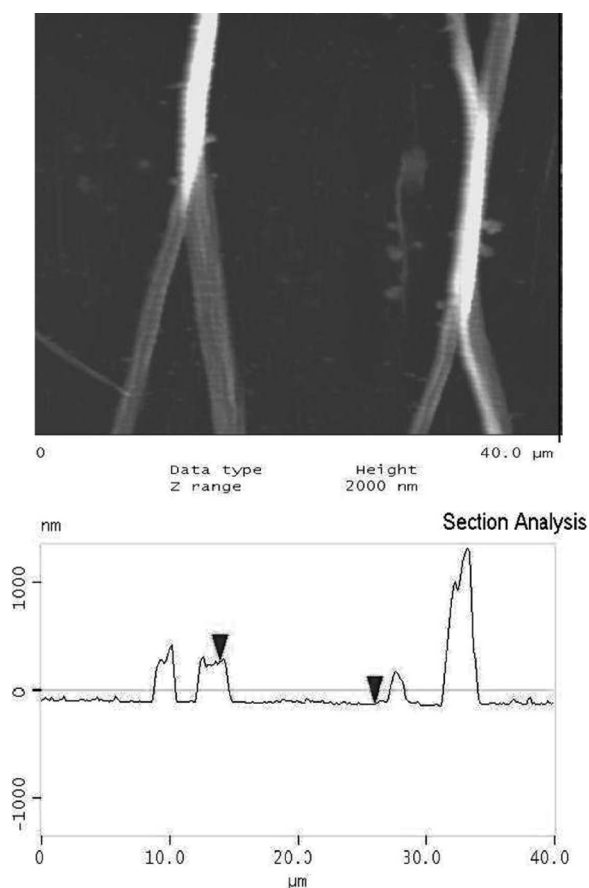 0 40.0 µm
Data type Height
Z range 2000 nm
nm Section Analysis
1000
0
-1000
0 10.0 20.0 30.0 40.0
µm